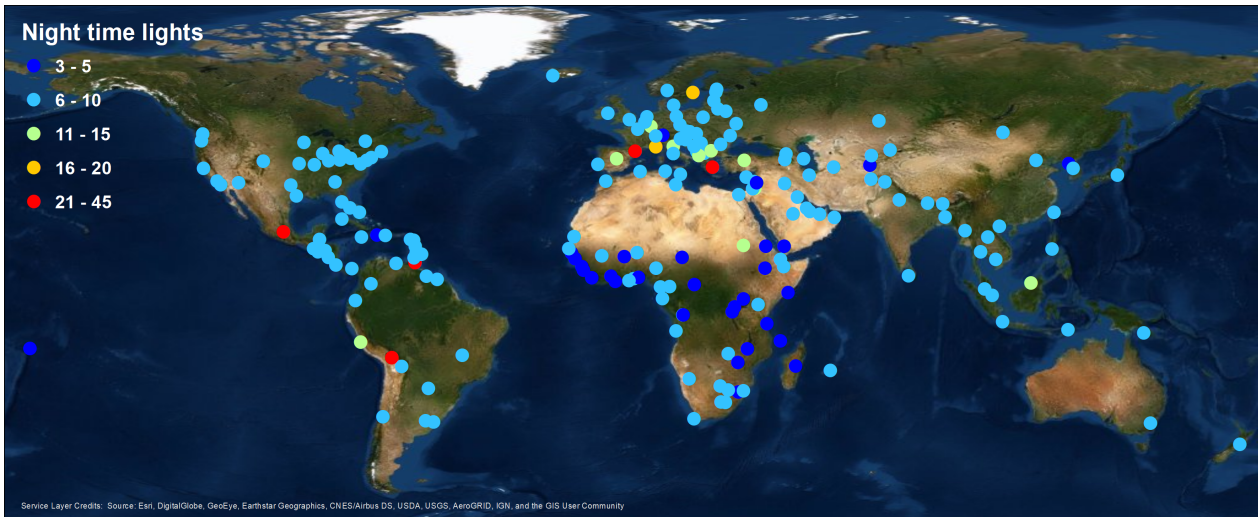 Night time lights
3 - 5
6 - 10
11 - 15
16 - 20
21 - 45
Service Layer Credits: Source: Esri, DigitalGlobe, GeoEye, Earthstar Geographics, CNES/Airbus DS, USDA, USGS, AeroGRID, IGN, and the GIS User Community